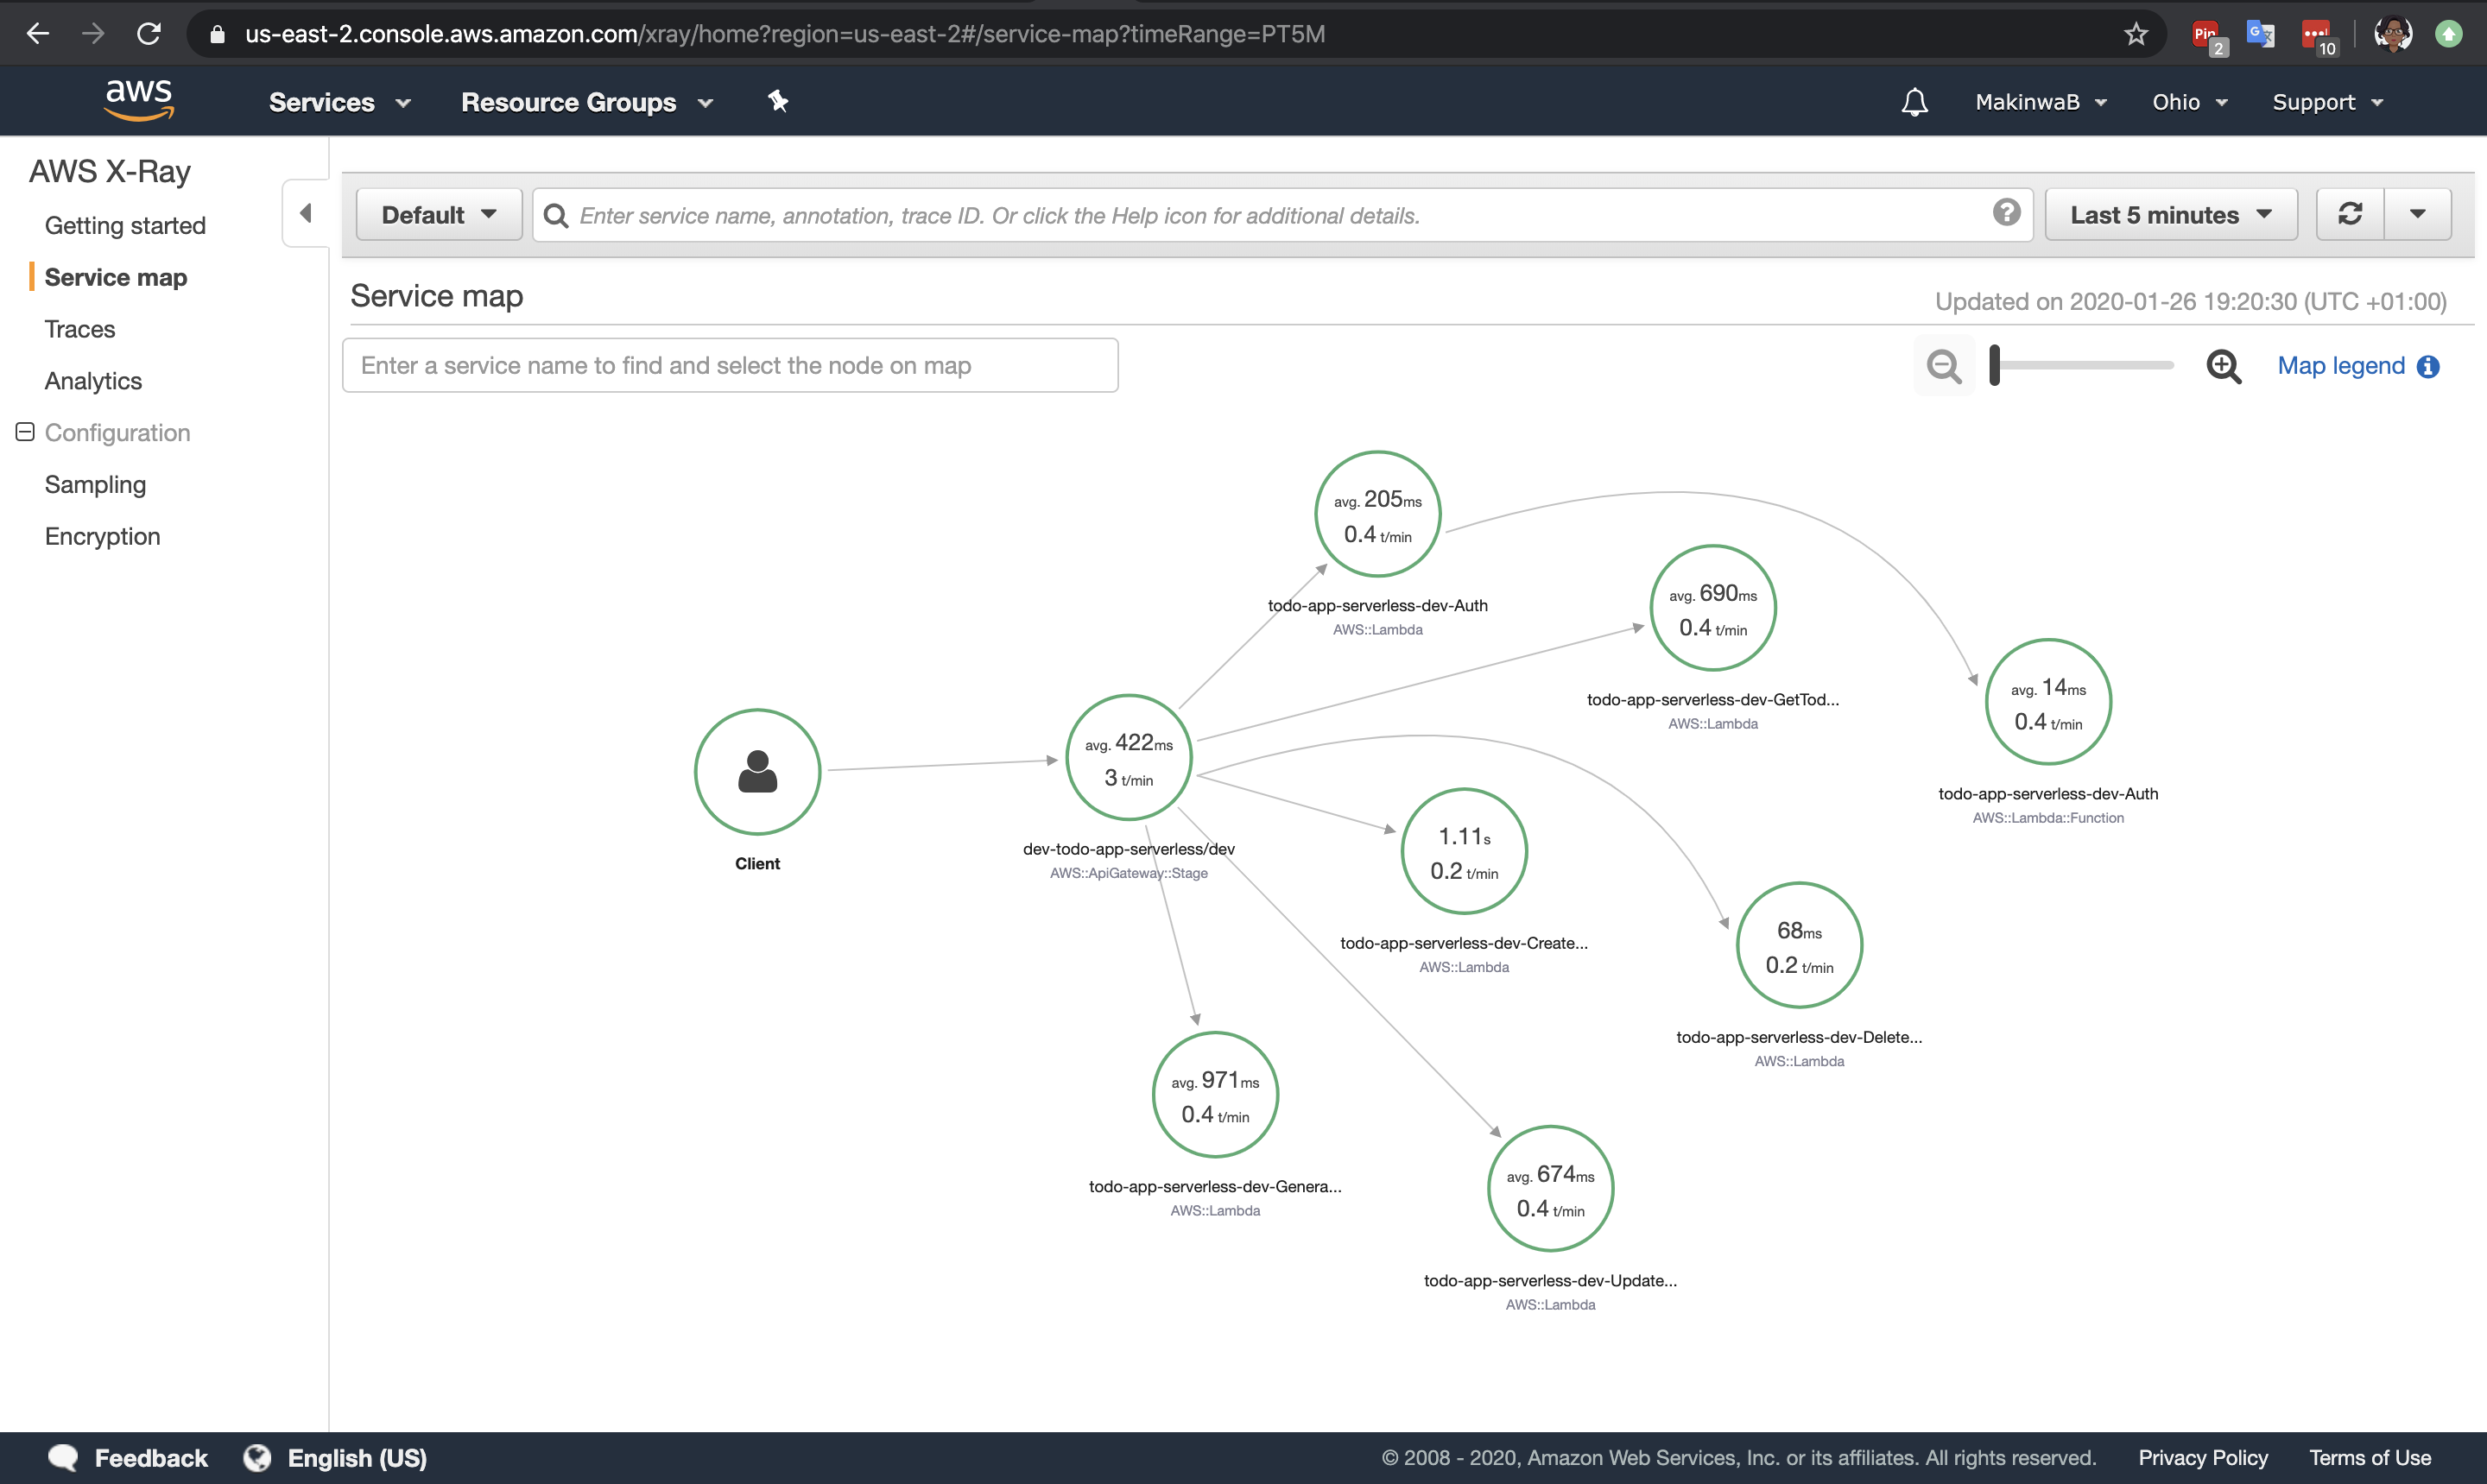 us-east-2.console.aws.amazon.com/xray/home?region=us-east-2#/service-map?timeRange=PT5M
Pin
2
G
10
aws
Services
Resource Groups
MakinwaB
Ohio
Support
AWS X-Ray
Getting started
Service map
Traces
Analytics
Configuration
Sampling
Encryption
Default
Enter service name, annotation, trace ID. Or click the Help icon for additional details.
?
Last 5 minutes
Service map
Updated on 2020-01-26 19:20:30 (UTC +01:00)
Enter a service name to find and select the node on map
Map legend
avg. 205ms
0.4 t/min
todo-app-serverless-dev-Auth
AWS::Lambda
avg. 690ms
0.4 t/min
todo-app-serverless-dev-GetTod...
AWS::Lambda
avg. 14ms
0.4 t/min
todo-app-serverless-dev-Auth
AWS::Lambda::Function
Client
avg. 422ms
3 t/min
dev-todo-app-serverless/dev
AWS::ApiGateway::Stage
1.11s
0.2 t/min
todo-app-serverless-dev-Create...
AWS::Lambda
68ms
0.2 t/min
todo-app-serverless-dev-Delete...
AWS::Lambda
avg. 971ms
0.4 t/min
todo-app-serverless-dev-Genera...
AWS::Lambda
avg. 674ms
0.4 t/min
todo-app-serverless-dev-Update...
AWS::Lambda
Feedback
English (US)
© 2008 - 2020, Amazon Web Services, Inc. or its affiliates. All rights reserved.
Privacy Policy
Terms of Use